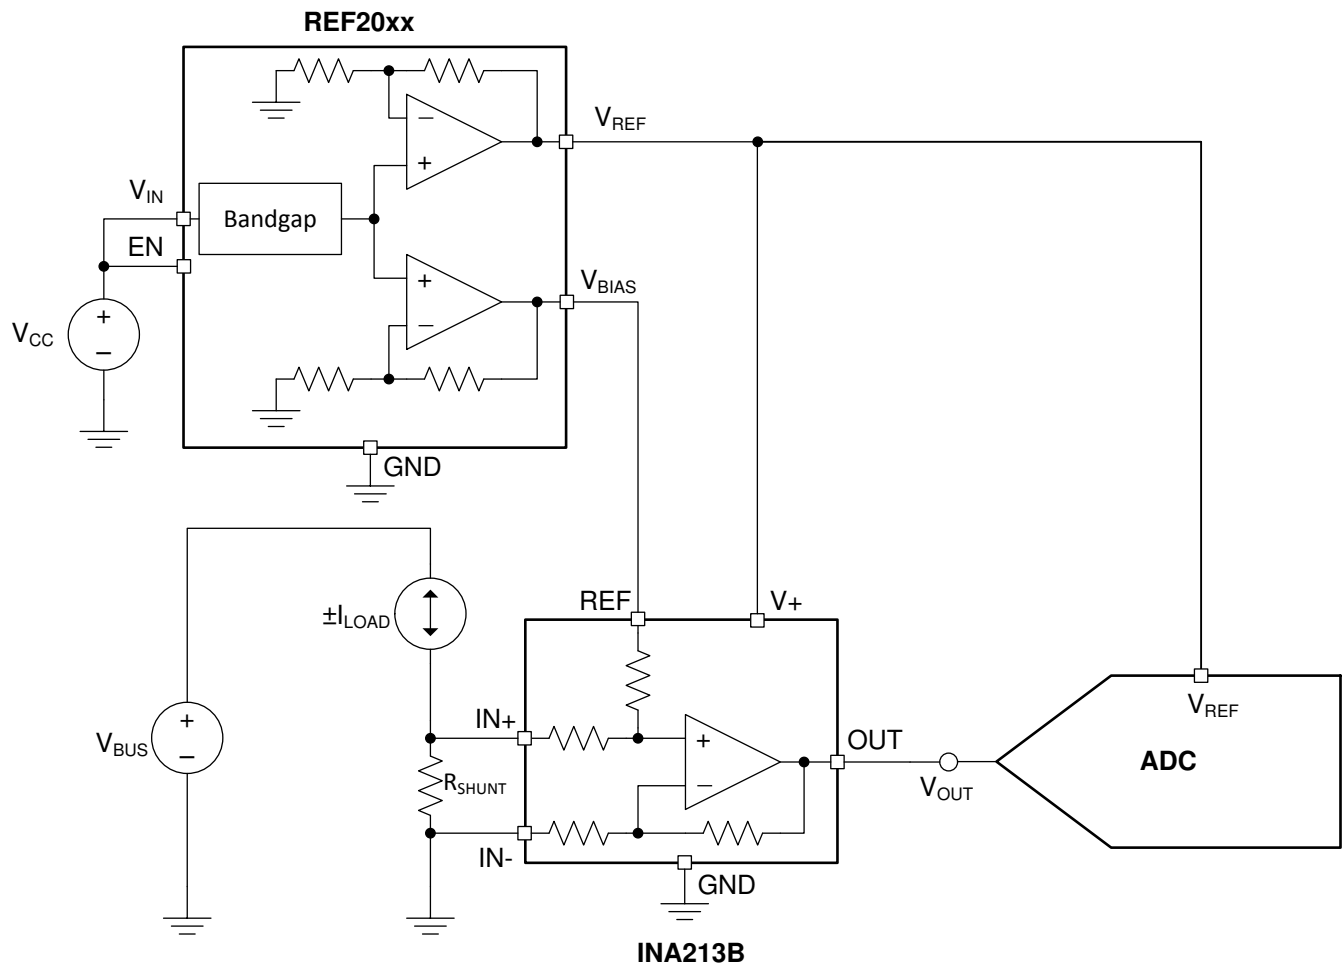 REF20xx
V_REF
V_IN
Bandgap
EN
V_BIAS
V_CC
+
−
−
+
+
−
GND
REF
V+
±I_LOAD
IN+
V_REF
V_BUS
+
−
+
−
OUT
ADC
R_SHUNT
V_OUT
IN-
GND
INA213B